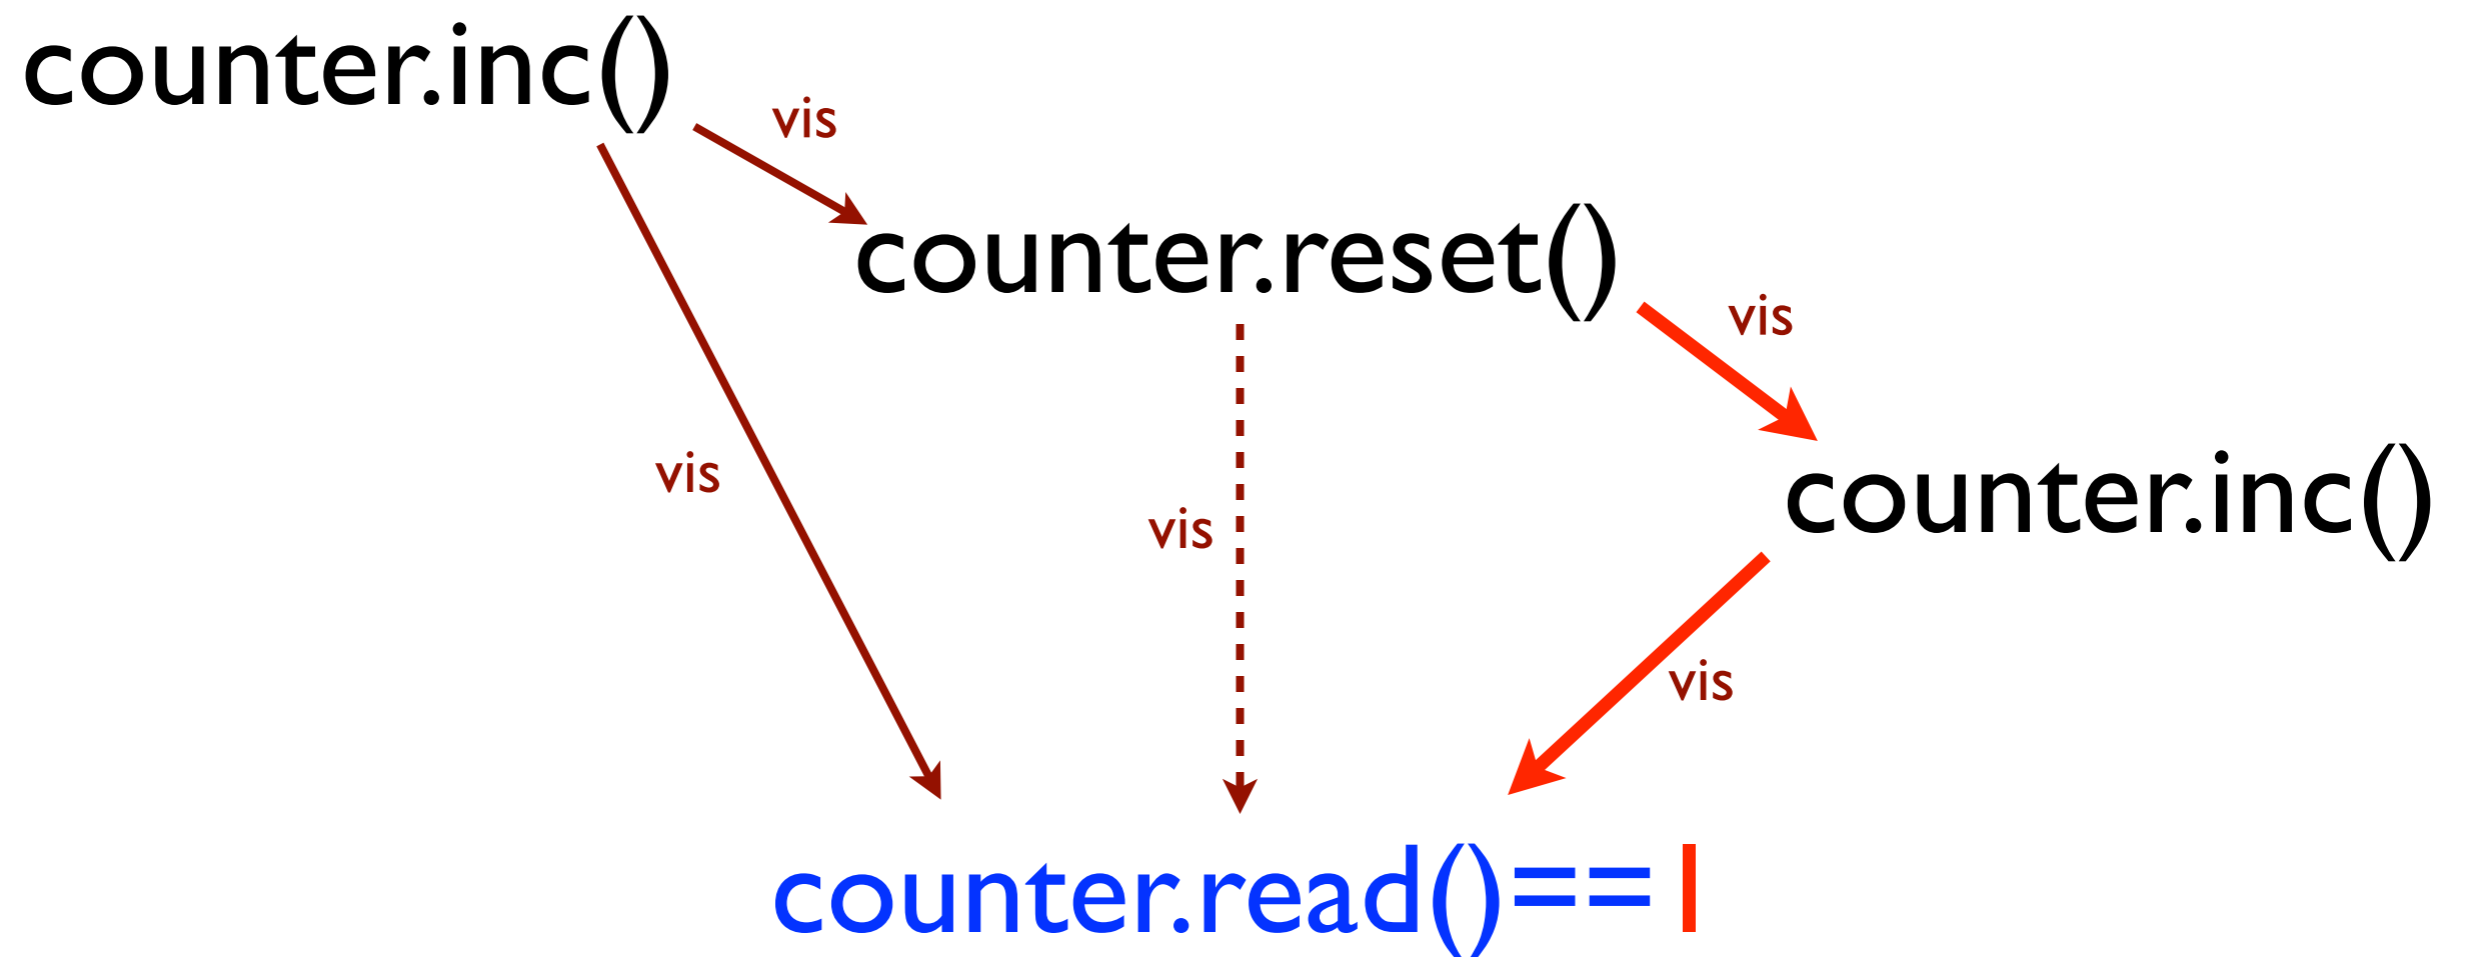 counter.inc()
vis
counter.reset()
vis
vis
vis
counter.inc()
vis
counter.read()==1